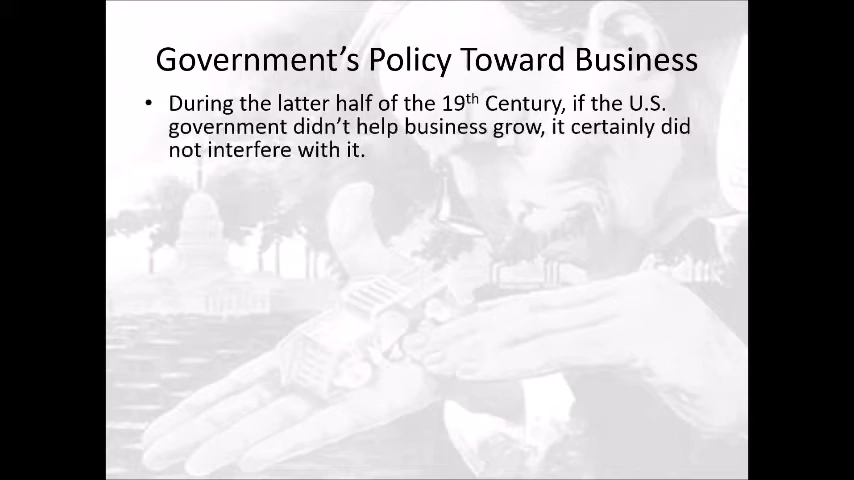 Government’s Policy Toward Business
• During the latter half of the 19th Century, if the U.S.
government didn’t help business grow, it certainly did
not interfere with it.